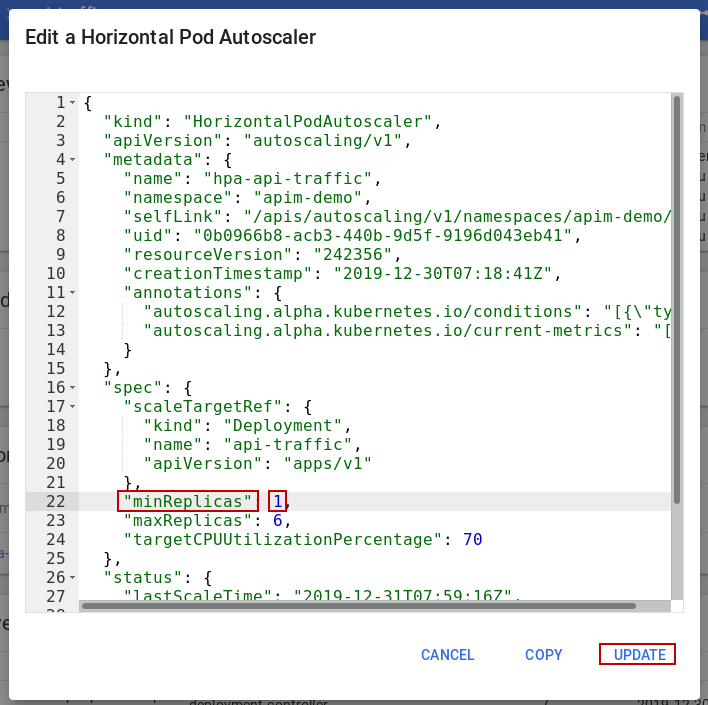 Edit a Horizontal Pod Autoscaler
1 {
2 "kind": "HorizontalPodAutoscaler",
3 "apiVersion": "autoscaling/v1",
4 "metadata": {
5 "name": "hpa-api-traffic",
6 "namespace": "apim-demo",
7 "selfLink": "/apis/autoscaling/v1/namespaces/apim-demo/
8 "uid": "0b0966b8-acb3-440b-9d5f-9196d043eb41",
9 "resourceVersion": "242356",
10 "creationTimestamp": "2019-12-30T07:18:41Z",
11 "annotations": {
12 "autoscaling.alpha.kubernetes.io/conditions": "[{\"ty
13 "autoscaling.alpha.kubernetes.io/current-metrics": "[
14 }
15 },
16 "spec": {
17 "scaleTargetRef": {
18 "kind": "Deployment",
19 "name": "api-traffic",
20 "apiVersion": "apps/v1"
21 },
22 "minReplicas": 1,
23 "maxReplicas": 6,
24 "targetCPUUtilizationPercentage": 70
25 },
26 "status": {
27 "lastScaleTime": "2019-12-31T07:59:16Z",
28
CANCEL COPY UPDATE